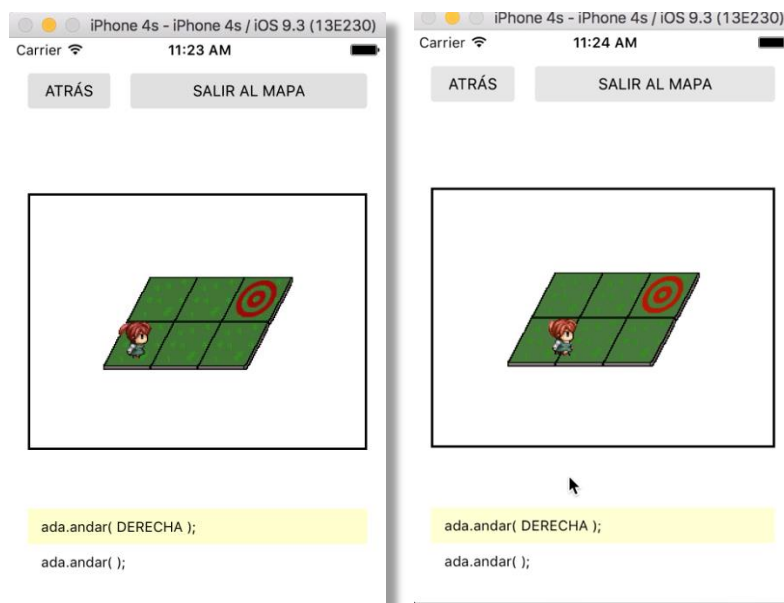 iPhone 4s - iPhone 4s / iOS 9.3 (13E230)
Carrier 11:23 AM
ATRÁS SALIR AL MAPA
ada.andar( DERECHA );
ada.andar( );
iPhone 4s - iPhone 4s / iOS 9.3 (13E230)
Carrier 11:24 AM
ATRÁS SALIR AL MAPA
ada.andar( DERECHA );
ada.andar( );